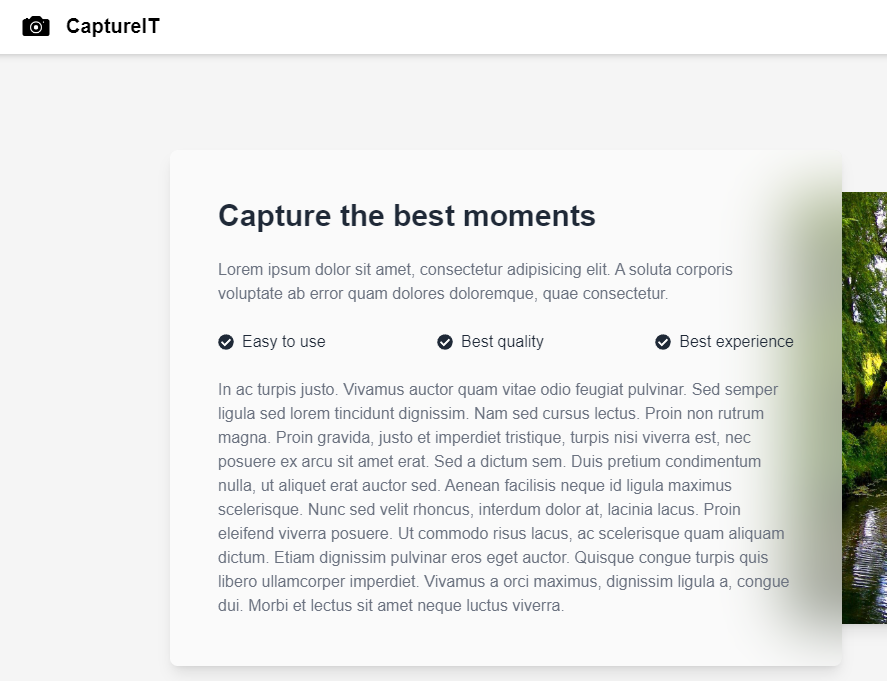 CaptureIT
Capture the best moments
Lorem ipsum dolor sit amet, consectetur adipisicing elit. A soluta corporis
voluptate ab error quam dolores doloremque, quae consectetur.
Easy to use
Best quality
Best experience
In ac turpis justo. Vivamus auctor quam vitae odio feugiat pulvinar. Sed semper
ligula sed lorem tincidunt dignissim. Nam sed cursus lectus. Proin non rutrum
magna. Proin gravida, justo et imperdiet tristique, turpis nisi viverra est, nec
posuere ex arcu sit amet erat. Sed a dictum sem. Duis pretium condimentum
nulla, ut aliquet erat auctor sed. Aenean facilisis neque id ligula maximus
scelerisque. Nunc sed velit rhoncus, interdum dolor at, lacinia lacus. Proin
eleifend viverra posuere. Ut commodo risus lacus, ac scelerisque quam aliquam
dictum. Etiam dignissim pulvinar eros eget auctor. Quisque congue turpis quis
libero ullamcorper imperdiet. Vivamus a orci maximus, dignissim ligula a, congue
dui. Morbi et lectus sit amet neque luctus viverra.